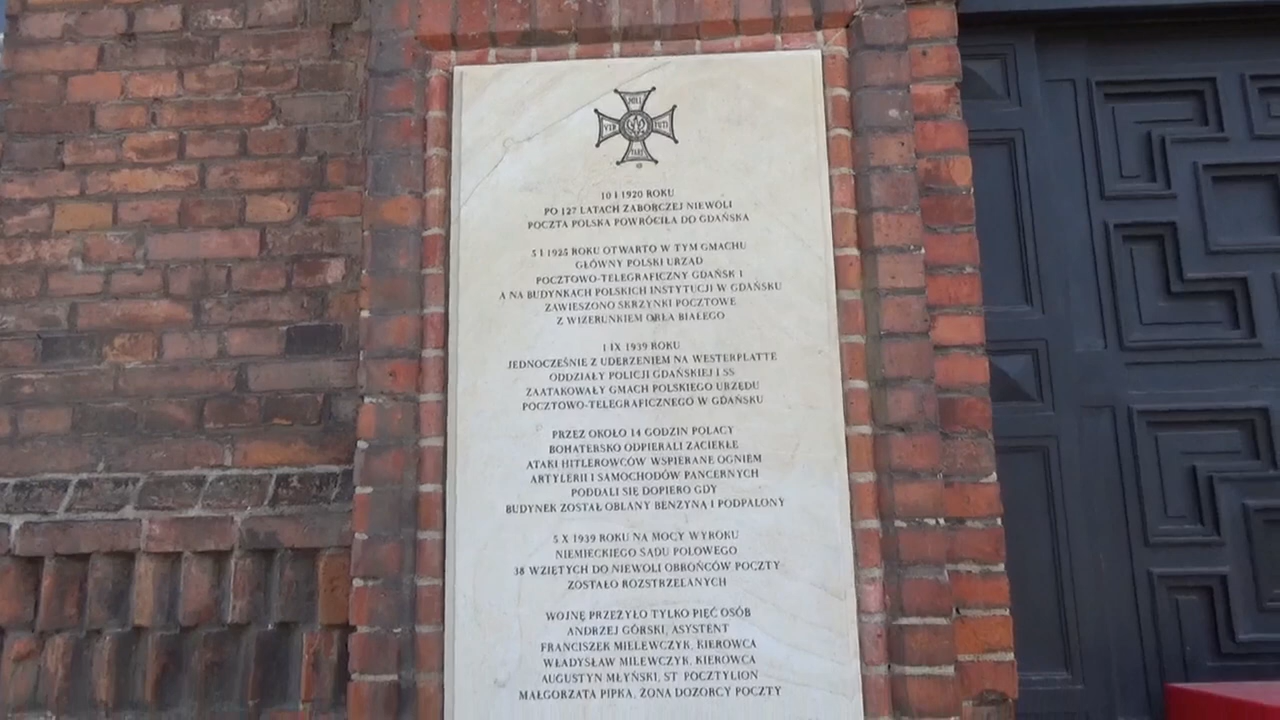 VIR
TUTI
MILI
TARI
10 I 1920 ROKU
PO 127 LATACH ZABORCZEJ NIEWOLI
POCZTA POLSKA POWRÓCIŁA DO GDAŃSKA
5 I 1925 ROKU OTWARTO W TYM GMACHU
GŁÓWNY POLSKI URZĄD
POCZTOWO-TELEGRAFICZNY GDAŃSK I
A NA BUDYNKACH POLSKICH INSTYTUCJI W GDAŃSKU
ZAWIESZONO SKRZYNKI POCZTOWE
Z WIZERUNKIEM ORŁA BIAŁEGO
1 IX 1939 ROKU
JEDNOCZEŚNIE Z UDERZENIEM NA WESTERPLATTE
ODDZIAŁY POLICJI GDAŃSKIEJ I SS
ZAATAKOWAŁY GMACH POLSKIEGO URZĘDU
POCZTOWO-TELEGRAFICZNEGO W GDAŃSKU
PRZEZ OKOŁO 14 GODZIN POLACY
BOHATERSKO ODPIERALI ZACIEKŁE
ATAKI HITLEROWCÓW WSPIERANE OGNIEM
ARTYLERII I SAMOCHODÓW PANCERNYCH
PODDALI SIĘ DOPIERO GDY
BUDYNEK ZOSTAŁ OBLANY BENZYNĄ I PODPALONY
5 X 1939 ROKU NA MOCY WYROKU
NIEMIECKIEGO SĄDU POLOWEGO
38 WZIĘTYCH DO NIEWOLI OBROŃCÓW POCZTY
ZOSTAŁO ROZSTRZELANYCH
WOJNĘ PRZEŻYŁO TYLKO PIĘĆ OSÓB
ANDRZEJ GÓRSKI, ASYSTENT
FRANCISZEK MIELEWCZYK, KIEROWCA
WŁADYSŁAW MILEWCZYK, KIEROWCA
AUGUSTYN MŁYŃSKI, ST. POCZTYLION
MAŁGORZATA PIPKA, ŻONA DOZORCY POCZTY